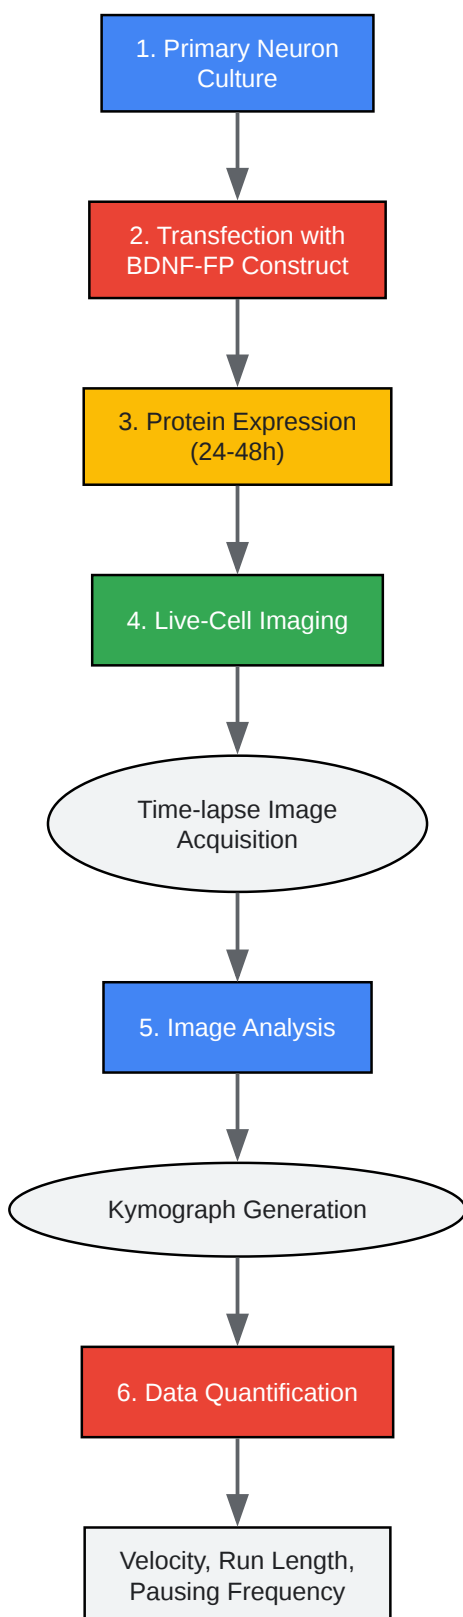 1. Primary Neuron
Culture
2. Transfection with
BDNF-FP Construct
3. Protein Expression
(24-48h)
4. Live-Cell Imaging
Time-lapse Image
Acquisition
5. Image Analysis
Kymograph Generation
6. Data Quantification
Velocity, Run Length,
Pausing Frequency